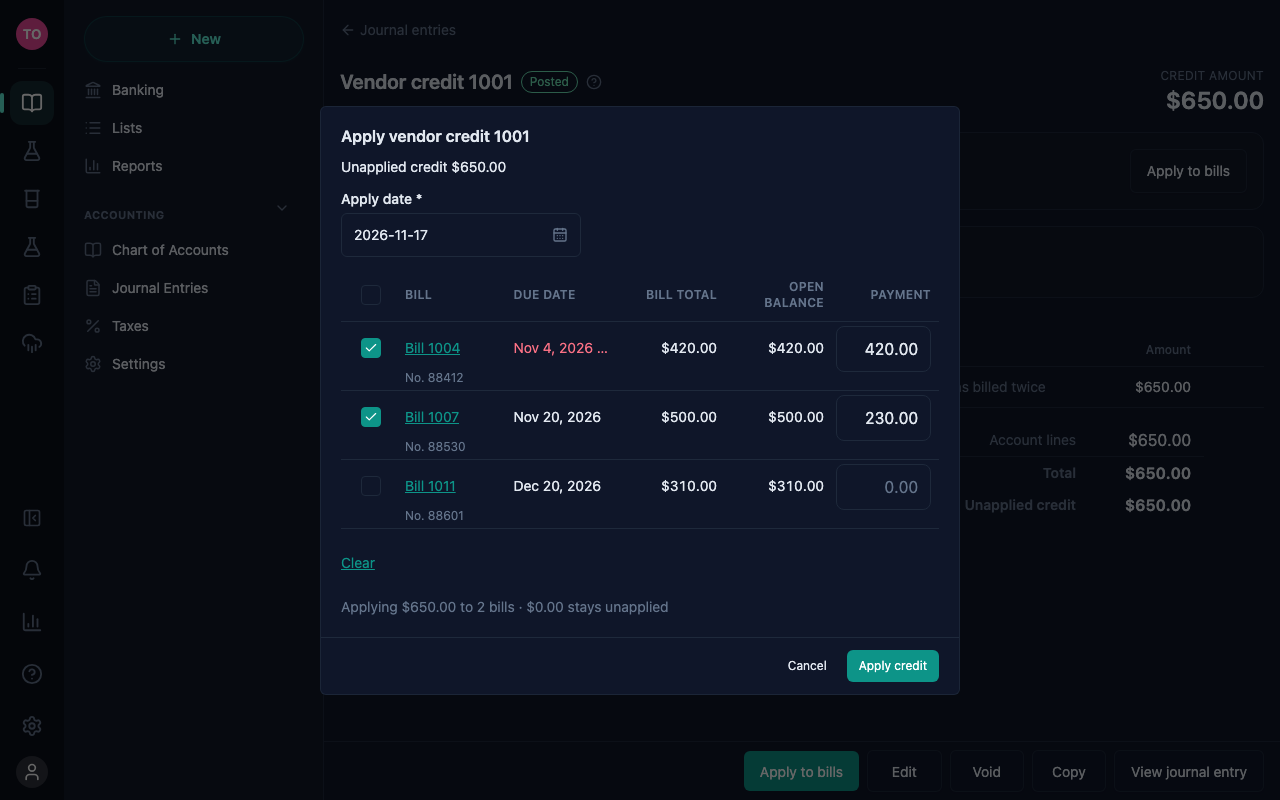 TO
+ New
Banking
Lists
Reports
ACCOUNTING
Chart of Accounts
Journal Entries
Taxes
Settings
← Journal entries
Vendor credit 1001
Posted
CREDIT AMOUNT
$650.00
Apply to bills
Apply vendor credit 1001
Unapplied credit $650.00
Apply date *
2026-11-17
BILL DUE DATE BILL TOTAL OPEN BALANCE PAYMENT
Bill 1004 Nov 4, 2026 ... $420.00 $420.00 420.00
No. 88412
Bill 1007 Nov 20, 2026 $500.00 $500.00 230.00
No. 88530
Bill 1011 Dec 20, 2026 $310.00 $310.00 0.00
No. 88601
Clear
Applying $650.00 to 2 bills · $0.00 stays unapplied
Cancel
Apply credit
Amount
billed twice $650.00
Account lines $650.00
Total $650.00
Unapplied credit $650.00
Apply to bills
Edit
Void
Copy
View journal entry